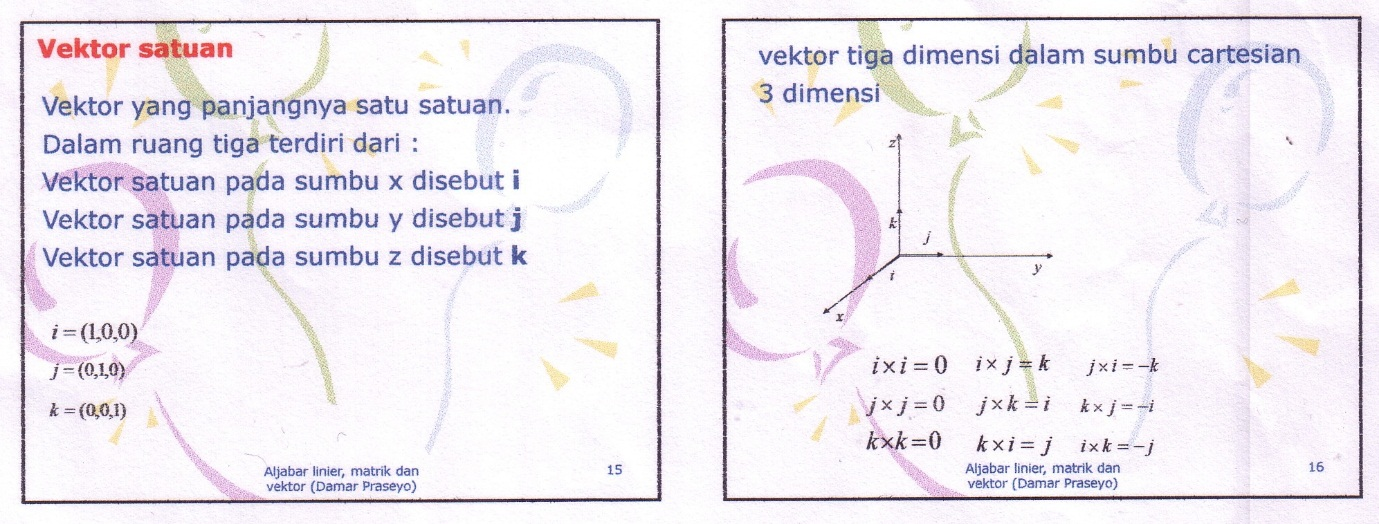 Vektor satuan
Vektor yang panjangnya satu satuan.
Dalam ruang tiga terdiri dari :
Vektor satuan pada sumbu x disebut i
Vektor satuan pada sumbu y disebut j
Vektor satuan pada sumbu z disebut k
i = (1,0,0)
j = (0,1,0)
k = (0,0,1)
Aljabar linier, matrik dan
vektor (Damar Praseyo)
15
vektor tiga dimensi dalam sumbu cartesian
3 dimensi
z
k
j
i
y
x
i × i = 0 i × j = k j × i = −k
j × j = 0 j × k = i k × j = −i
k × k = 0 k × i = j i × k = −j
Aljabar linier, matrik dan
vektor (Damar Praseyo)
16